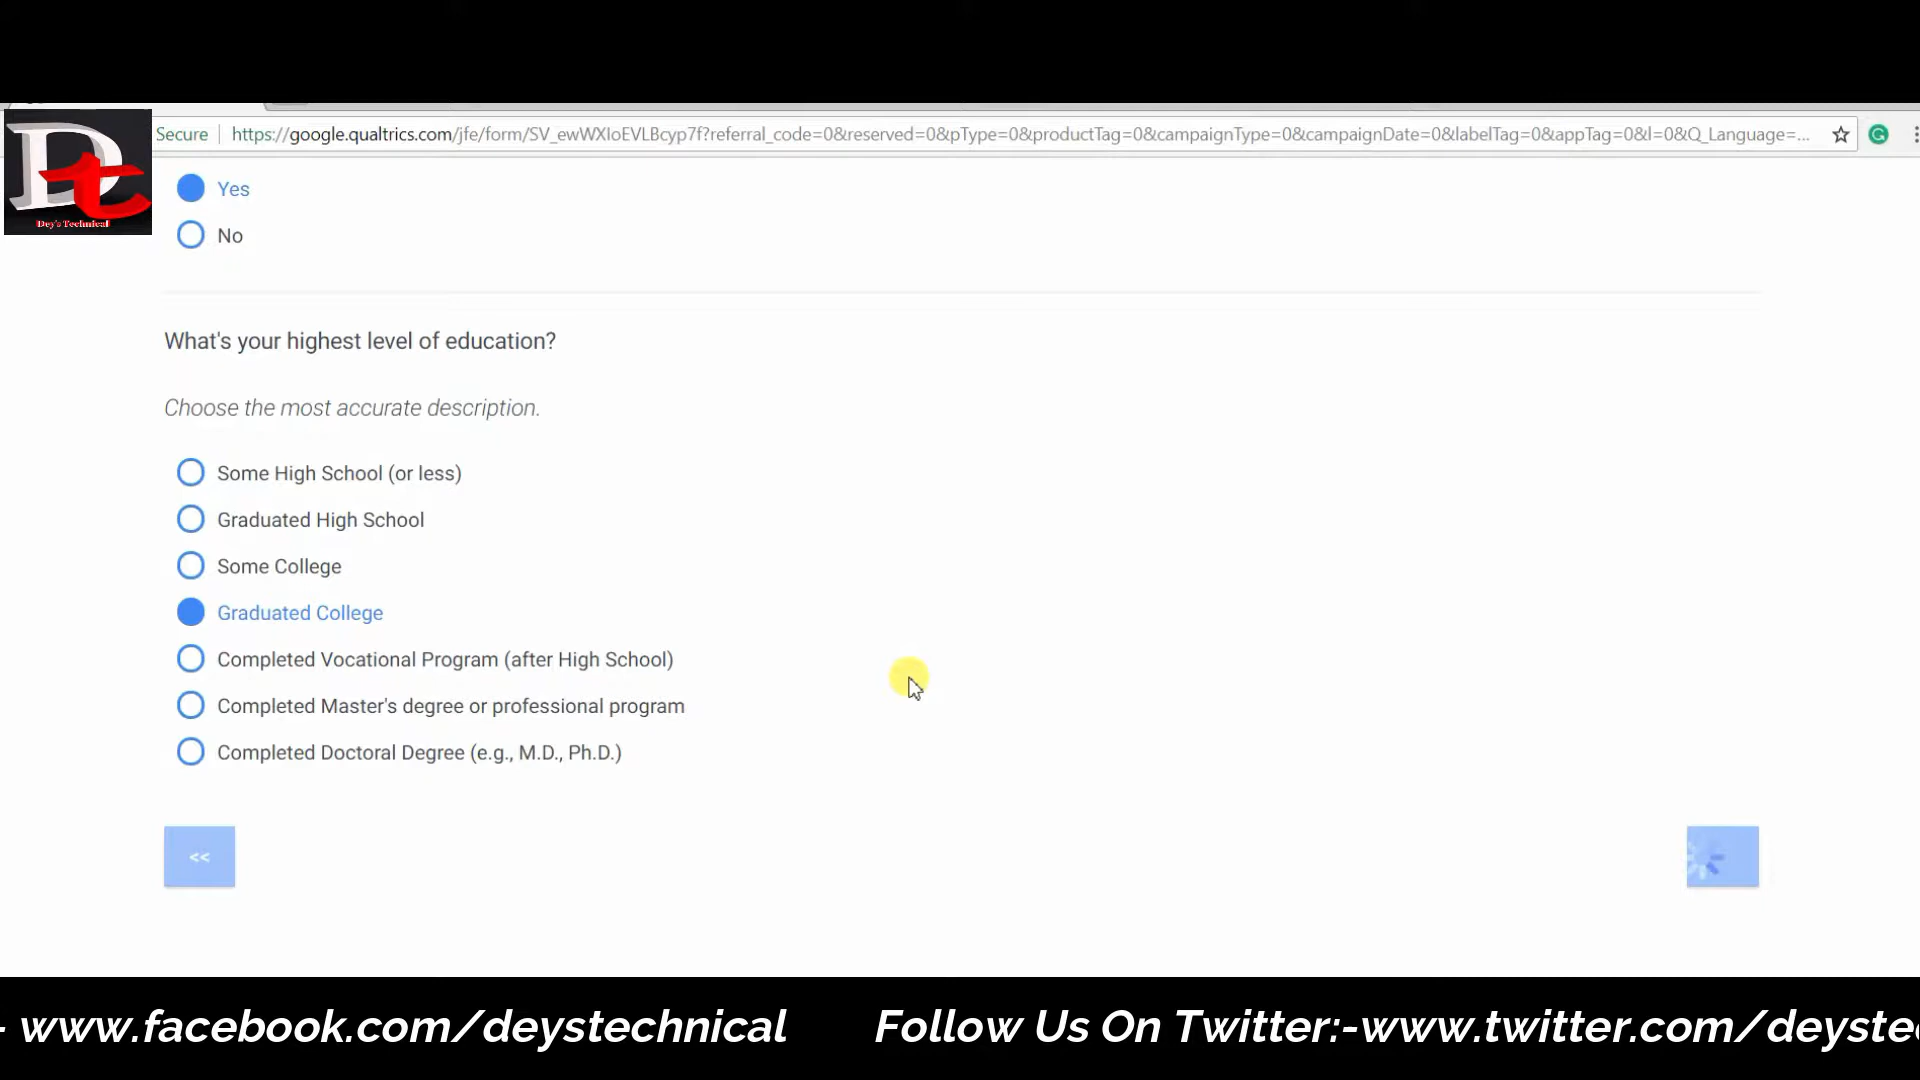 Secure
https://google.qualtrics.com/jfe/form/SV_ewWXIoEVLBcyp7f?referral_code=0&reserved=0&pType=0&productTag=0&campaignType=0&campaignDate=0&labelTag=0&appTag=0&l=0&Q_Language=...
Dt
Dey's Technical
Yes
No
What's your highest level of education?
Choose the most accurate description.
Some High School (or less)
Graduated High School
Some College
Graduated College
Completed Vocational Program (after High School)
Completed Master's degree or professional program
Completed Doctoral Degree (e.g., M.D., Ph.D.)
<<
- www.facebook.com/deystechnical Follow Us On Twitter:-www.twitter.com/deyste